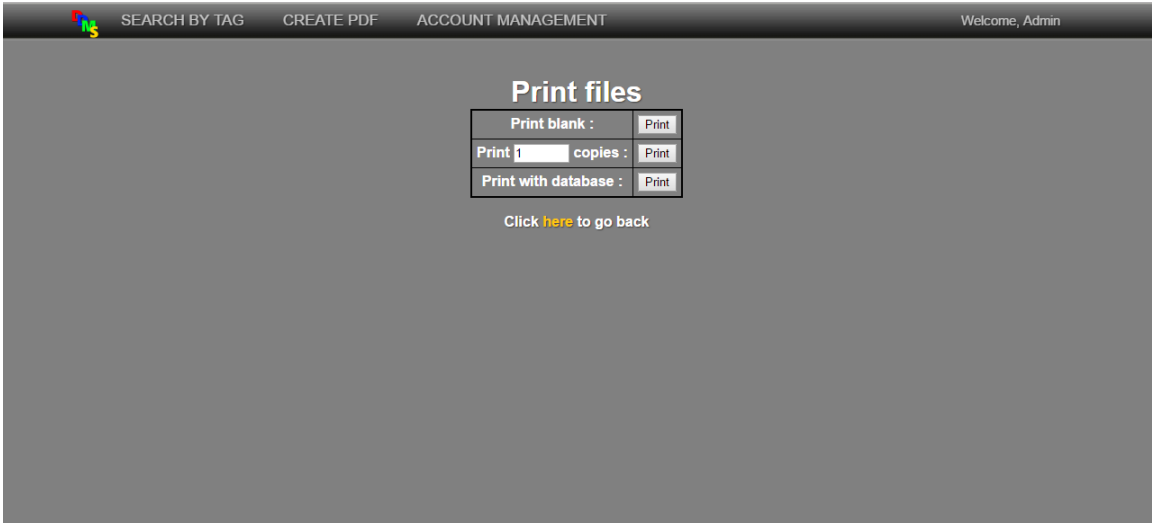 DMS SEARCH BY TAG CREATE PDF ACCOUNT MANAGEMENT Welcome, Admin
Print files
Print blank : Print
Print 1 copies : Print
Print with database : Print
Click here to go back